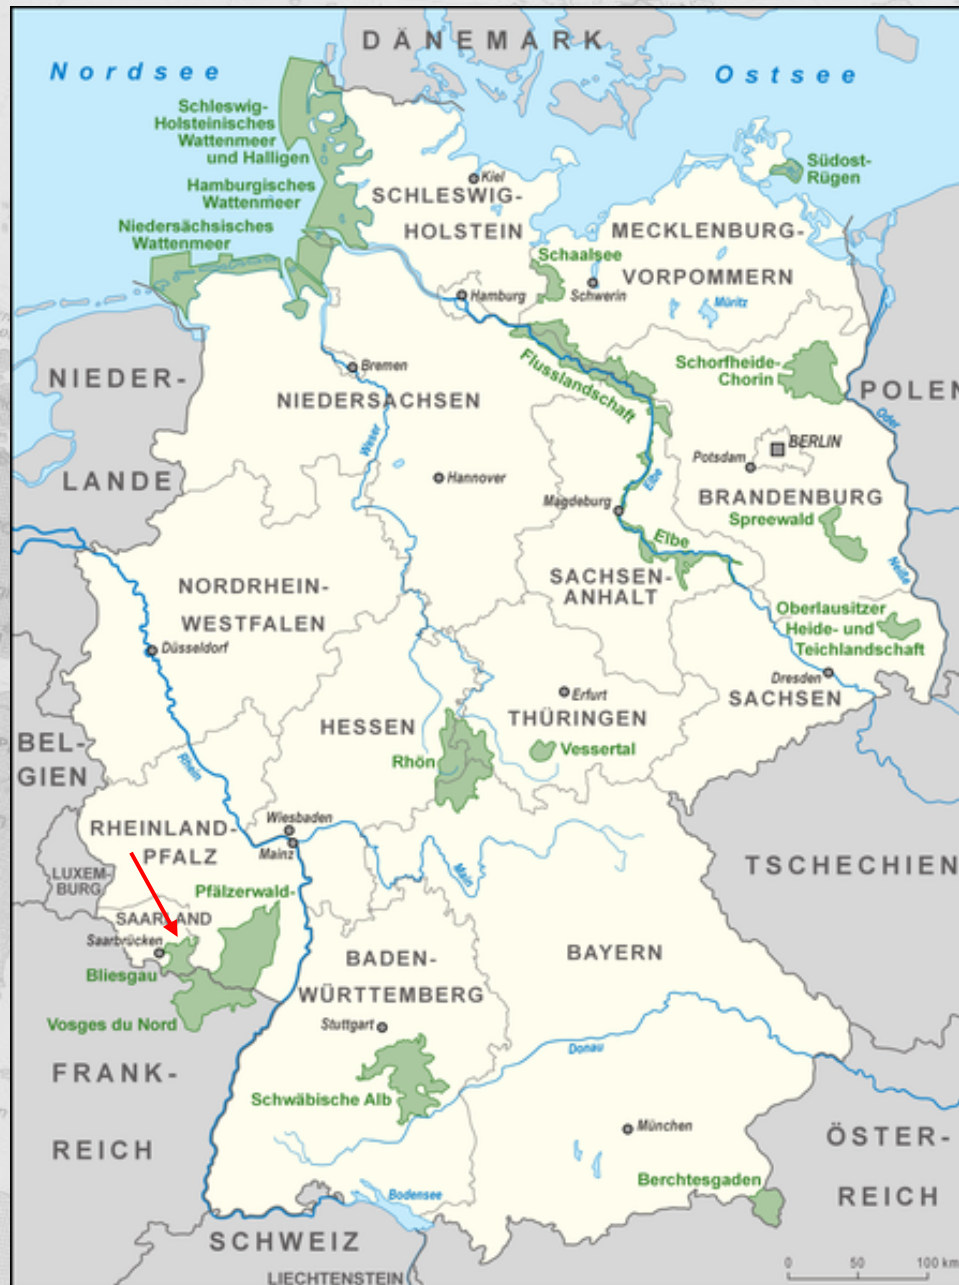 DÄNEMARK
Nordsee
Ostsee
Schleswig-
Holsteinisches
Wattenmeer
und Halligen
Hamburgisches
Wattenmeer
Niedersächsisches
Wattenmeer
Kiel
SCHLESWIG-
HOLSTEIN
Südost-
Rügen
MECKLENBURG-
VORPOMMERN
Schaalsee
Schwerin
Müritz
Hamburg
Bremen
Flusslandschaft
Schorfheide-
Chorin
NIEDER-
LANDE
NIEDERSACHSEN
POLEN
Oder
Weser
BERLIN
Potsdam
Hannover
Elbe
BRANDENBURG
Magdeburg
Spreewald
Elbe
Neiße
NORDRHEIN-
WESTFALEN
SACHSEN-
ANHALT
Düsseldorf
Oberlausitzer
Heide- und
Teichlandschaft
Dresden
SACHSEN
Erfurt
HESSEN
THÜRINGEN
Vessertal
Rhön
BEL-
GIEN
Rhein
Wiesbaden
Mainz
RHEINLAND-
PFALZ
Main
LUXEM-
BURG
TSCHECHIEN
Pfälzerwald-
SAARLAND
Saarbrücken
Bliesgau
Vosges du Nord
BADEN-
WÜRTTEMBERG
BAYERN
Stuttgart
Donau
FRANK-
REICH
Schwäbische Alb
München
ÖSTER-
REICH
Berchtesgaden
Bodensee
SCHWEIZ
LIECHTENSTEIN
0 50 100 km